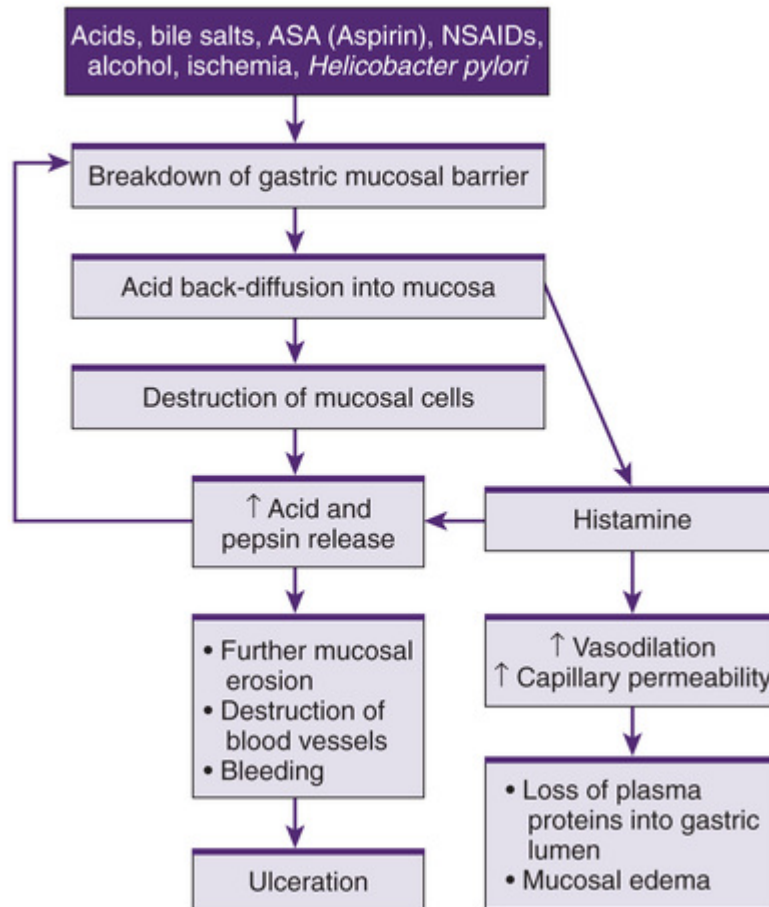 Acids, bile salts, ASA (Aspirin), NSAIDs,
alcohol, ischemia, Helicobacter pylori
Breakdown of gastric mucosal barrier
Acid back-diffusion into mucosa
Destruction of mucosal cells
↑ Acid and
pepsin release
Histamine
• Further mucosal
erosion
• Destruction of
blood vessels
• Bleeding
↑ Vasodilation
↑ Capillary permeability
Ulceration
• Loss of plasma
proteins into gastric
lumen
• Mucosal edema